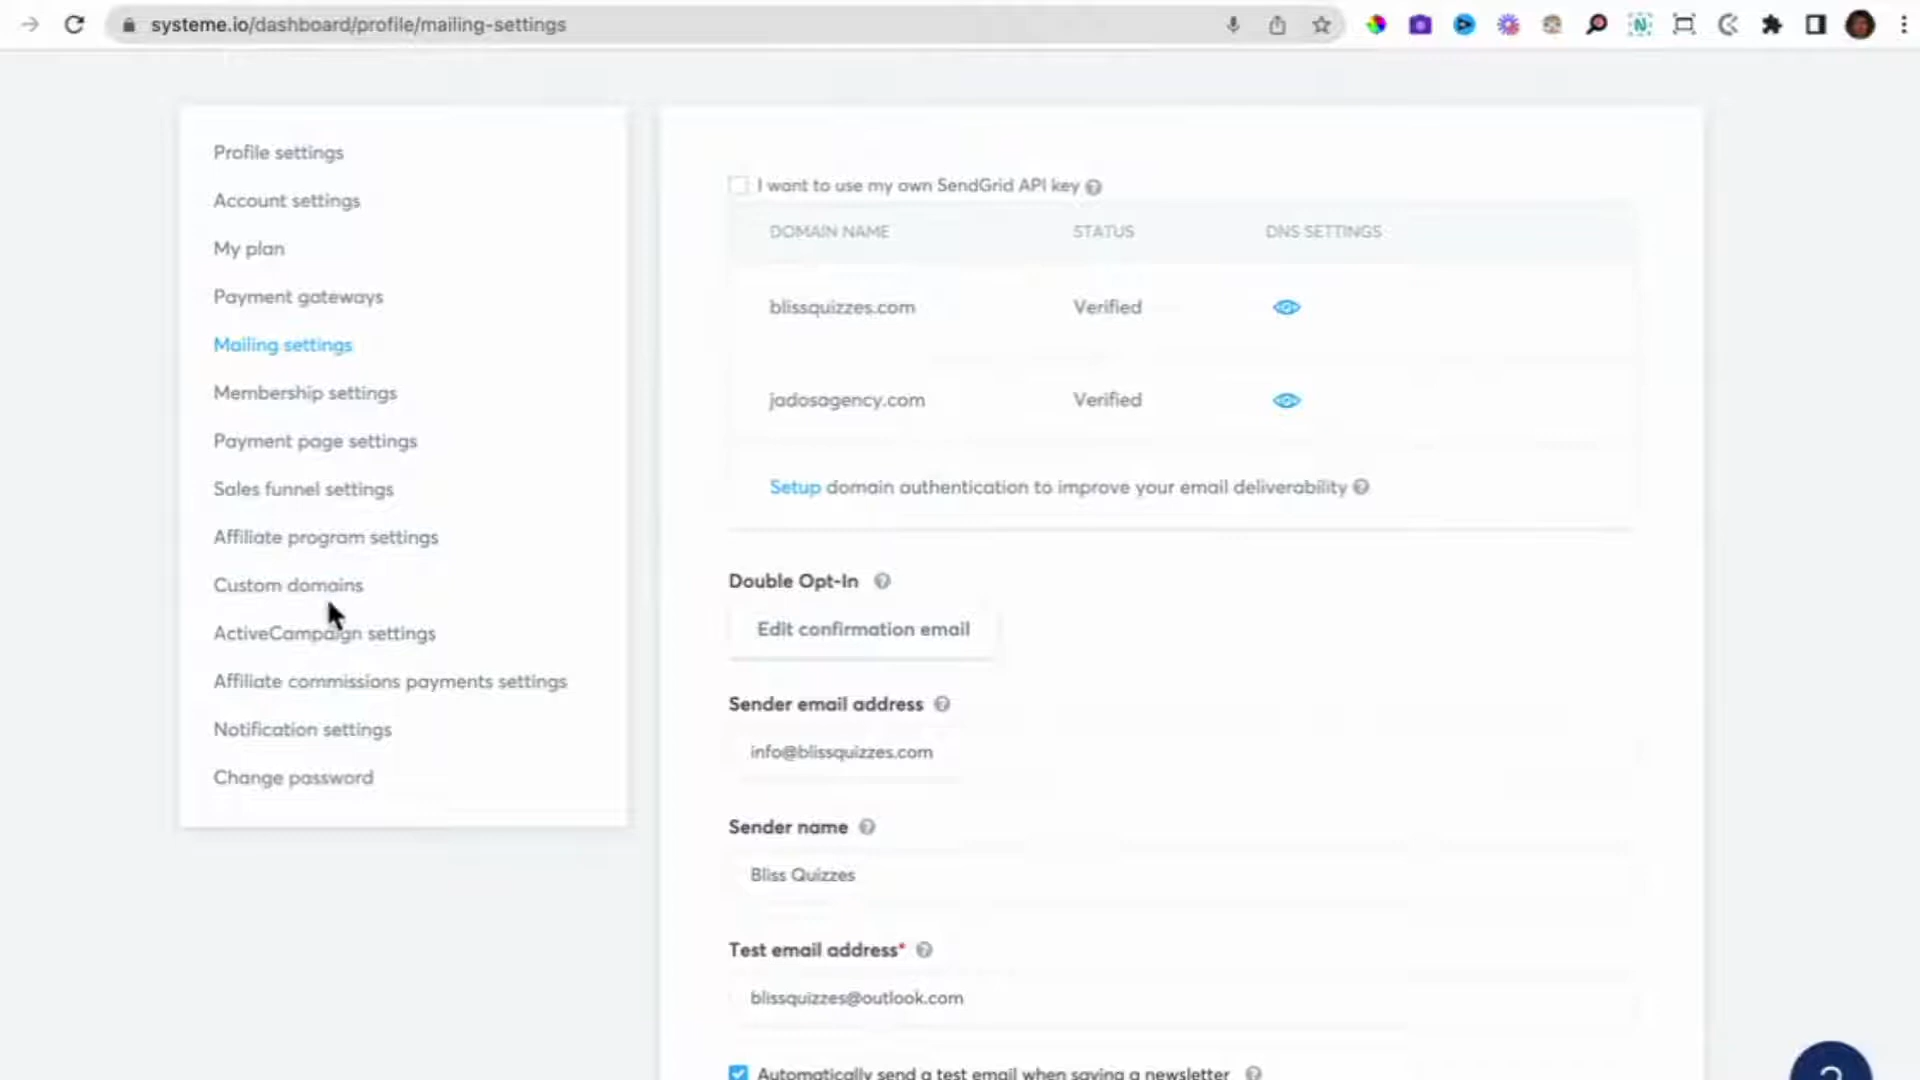 systeme.io/dashboard/profile/mailing-settings
Profile settings
Account settings
My plan
Payment gateways
Mailing settings
Membership settings
Payment page settings
Sales funnel settings
Affiliate program settings
Custom domains
ActiveCampaign settings
Affiliate commissions payments settings
Notification settings
Change password
I want to use my own SendGrid API key
DOMAIN NAME STATUS DNS SETTINGS
blissquizzes.com Verified
jadosagency.com Verified
Setup domain authentication to improve your email deliverability
Double Opt-In
Edit confirmation email
Sender email address
info@blissquizzes.com
Sender name
Bliss Quizzes
Test email address*
blissquizzes@outlook.com
Automatically send a test email when saving a newsletter